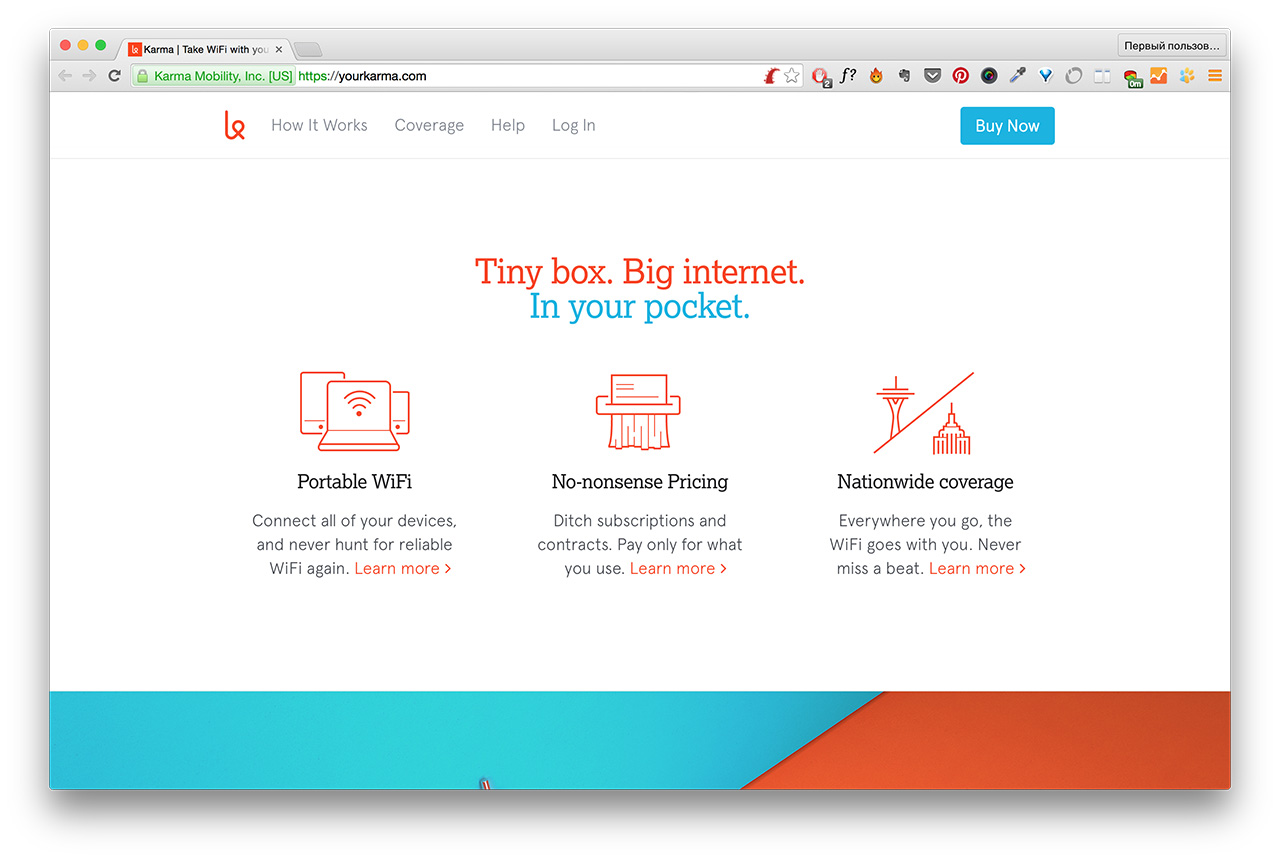 Karma | Take WiFi with you
Первый пользов...
Karma Mobility, Inc. [US] https://yourkarma.com
f?
2
0m
How It Works Coverage Help Log In Buy Now
Tiny box. Big internet.
In your pocket.
Portable WiFi
Connect all of your devices,
and never hunt for reliable
WiFi again. Learn more >
No-nonsense Pricing
Ditch subscriptions and
contracts. Pay only for what
you use. Learn more >
Nationwide coverage
Everywhere you go, the
WiFi goes with you. Never
miss a beat. Learn more >